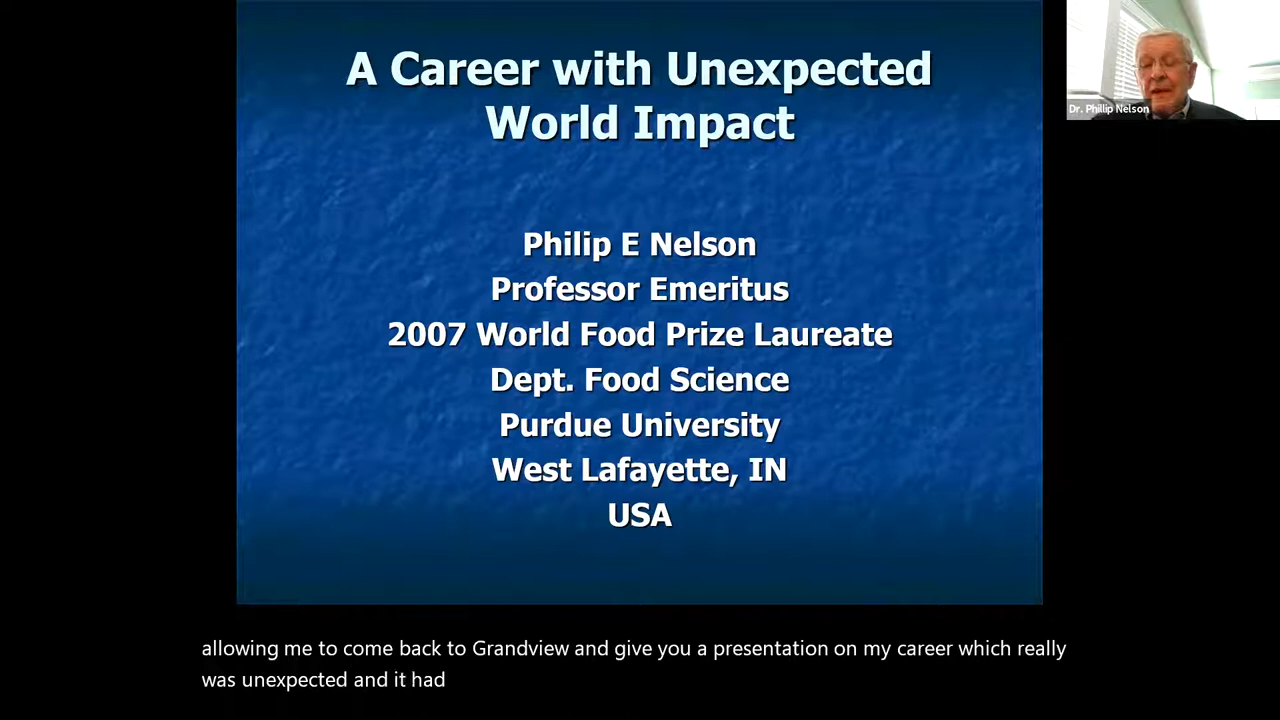 A Career with Unexpected
World Impact
Dr. Phillip Nelson
Philip E Nelson
Professor Emeritus
2007 World Food Prize Laureate
Dept. Food Science
Purdue University
West Lafayette, IN
USA
allowing me to come back to Grandview and give you a presentation on my career which really
was unexpected and it had